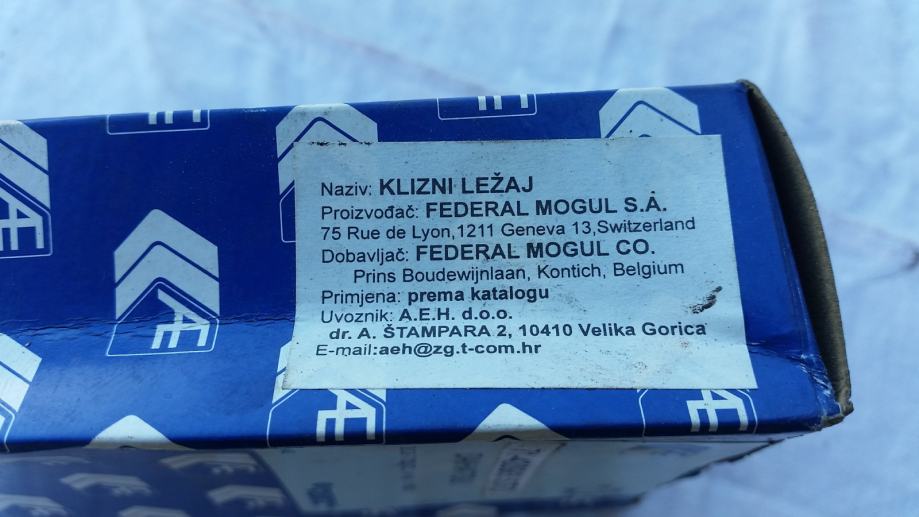 Naziv: KLIZNI LEŽAJ
Proizvođač: FEDERAL MOGUL S.A.
75 Rue de Lyon,1211 Geneva 13,Switzerland
Dobavljač: FEDERAL MOGUL CO.
Prins Boudewijnlaan, Kontich, Belgium
Primjena: prema katalogu
Uvoznik: A.E.H. d.o.o.
dr. A. ŠTAMPARA 2, 10410 Velika Gorica
E-mail:aeh@zg.t-com.hr
Æ
Æ
Æ
Æ